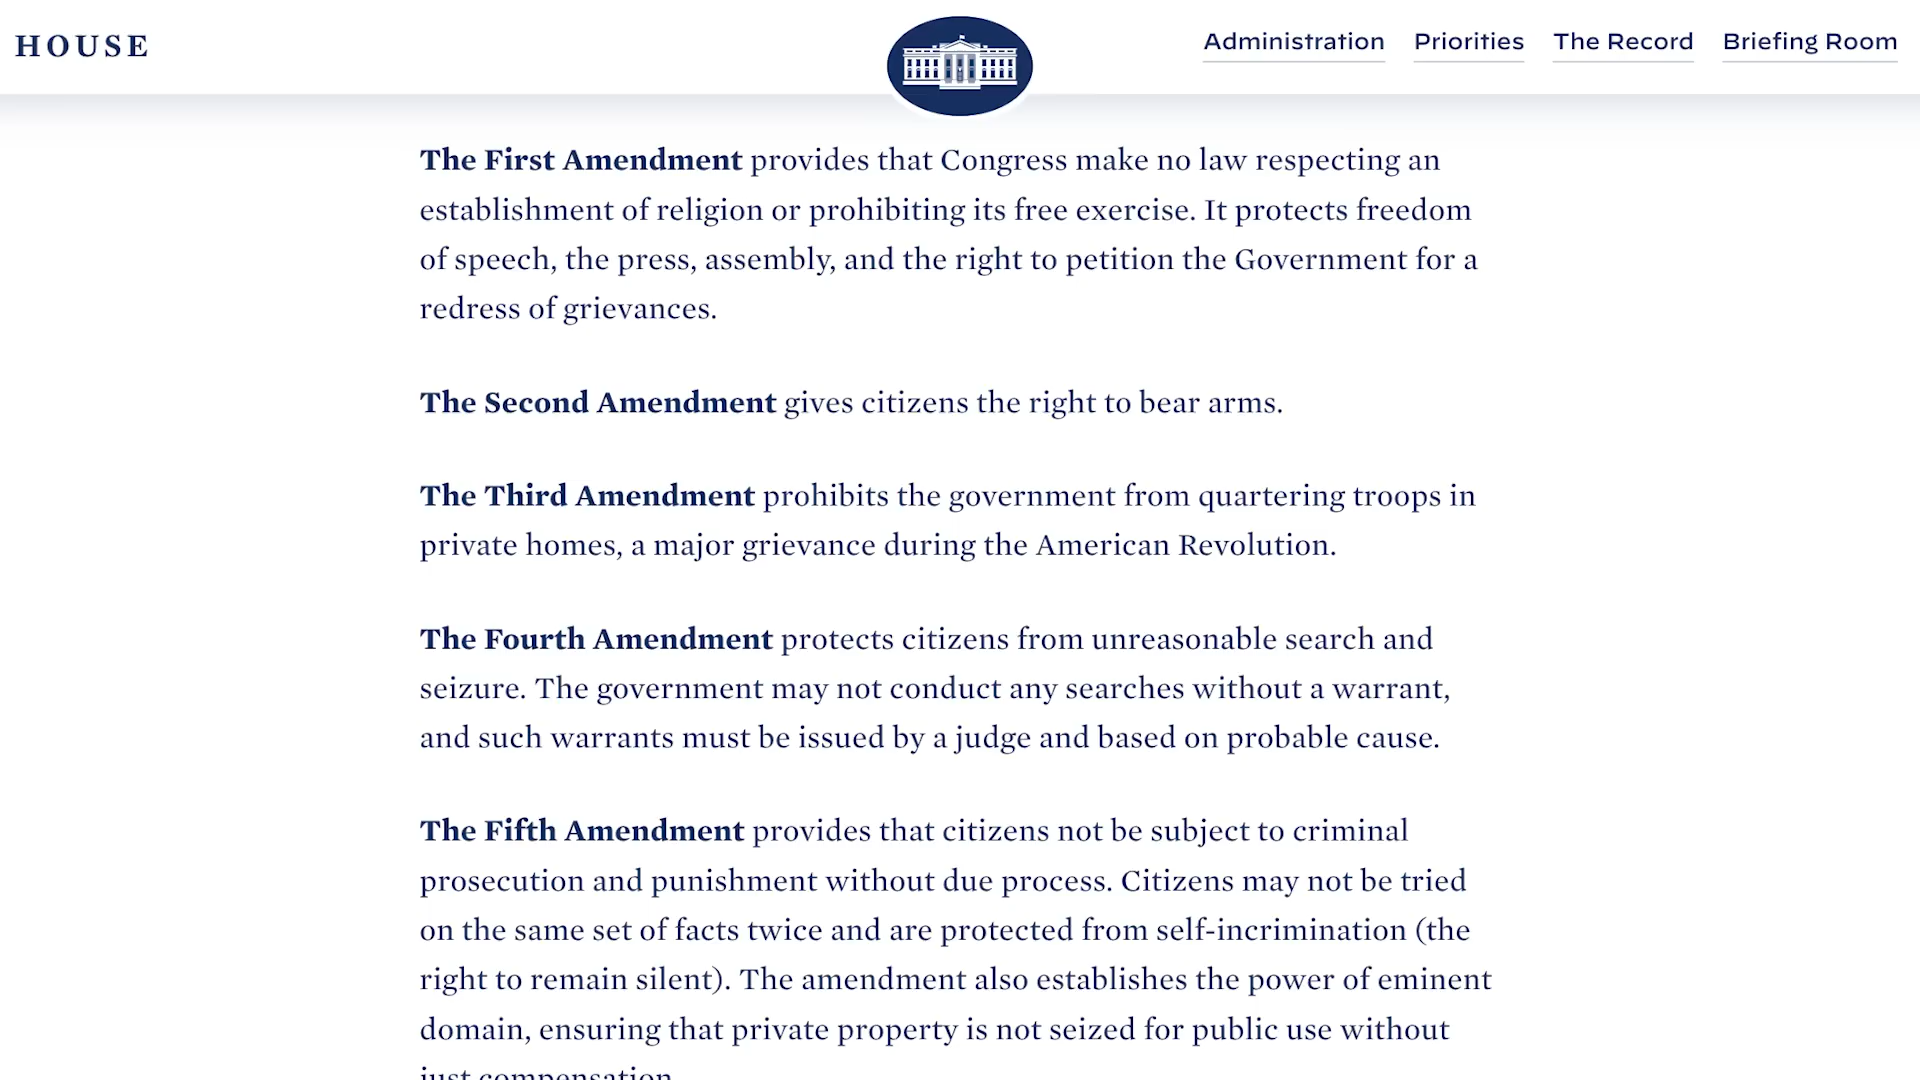 HOUSE
Administration Priorities The Record Briefing Room
The First Amendment provides that Congress make no law respecting an
establishment of religion or prohibiting its free exercise. It protects freedom
of speech, the press, assembly, and the right to petition the Government for a
redress of grievances.
The Second Amendment gives citizens the right to bear arms.
The Third Amendment prohibits the government from quartering troops in
private homes, a major grievance during the American Revolution.
The Fourth Amendment protects citizens from unreasonable search and
seizure. The government may not conduct any searches without a warrant,
and such warrants must be issued by a judge and based on probable cause.
The Fifth Amendment provides that citizens not be subject to criminal
prosecution and punishment without due process. Citizens may not be tried
on the same set of facts twice and are protected from self-incrimination (the
right to remain silent). The amendment also establishes the power of eminent
domain, ensuring that private property is not seized for public use without
just compensation